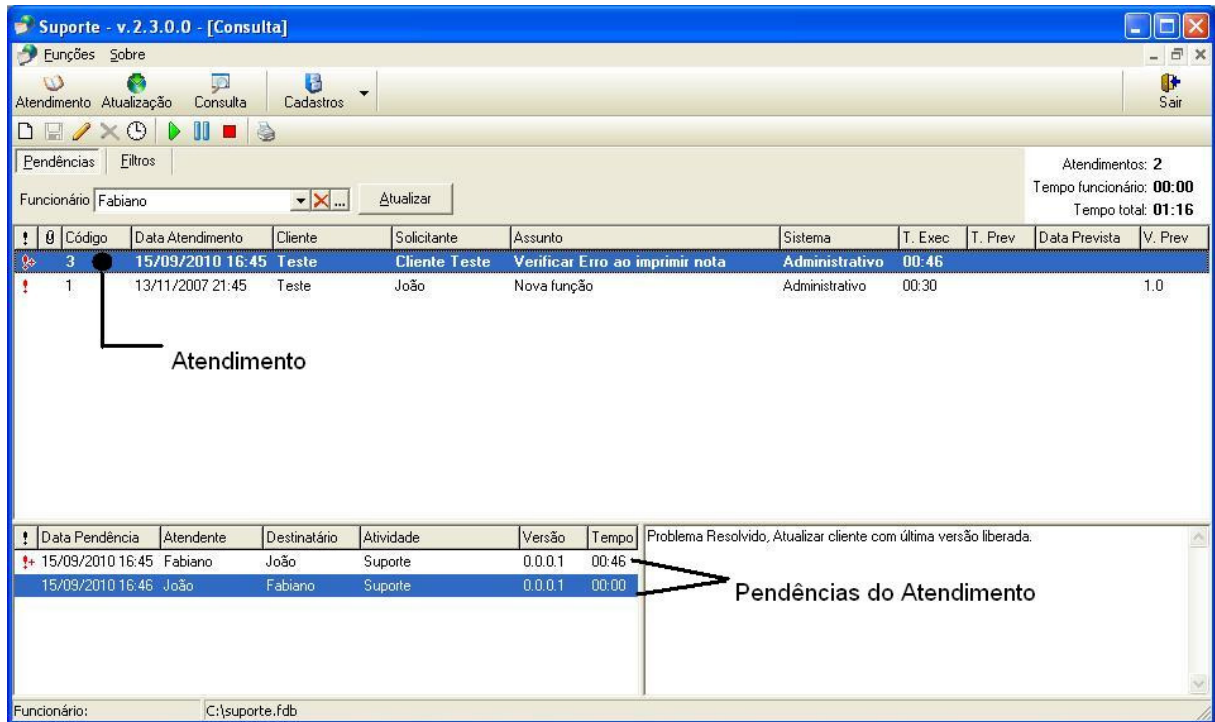 Suporte - v.2.3.0.0 - [Consulta]
Funções Sobre
Atendimento Atualização Consulta Cadastros Sair
Pendências Filtros
Atendimentos: 2
Funcionário Fabiano ... Atualizar
Tempo funcionário: 00:00
Tempo total: 01:16
! Código Data Atendimento Cliente Solicitante Assunto Sistema T. Exec T. Prev Data Prevista V. Prev
3 15/09/2010 16:45 Teste Cliente Teste Verificar Erro ao imprimir nota Administrativo 00:46
! 1 13/11/2007 21:45 Teste João Nova função Administrativo 00:30 1.0
Atendimento
! Data Pendência Atendente Destinatário Atividade Versão Tempo
Problema Resolvido, Atualizar cliente com última versão liberada.
!+ 15/09/2010 16:45 Fabiano João Suporte 0.0.0.1 00:46
15/09/2010 16:46 João Fabiano Suporte 0.0.0.1 00:00
Pendências do Atendimento
Funcionário: C:\suporte.fdb